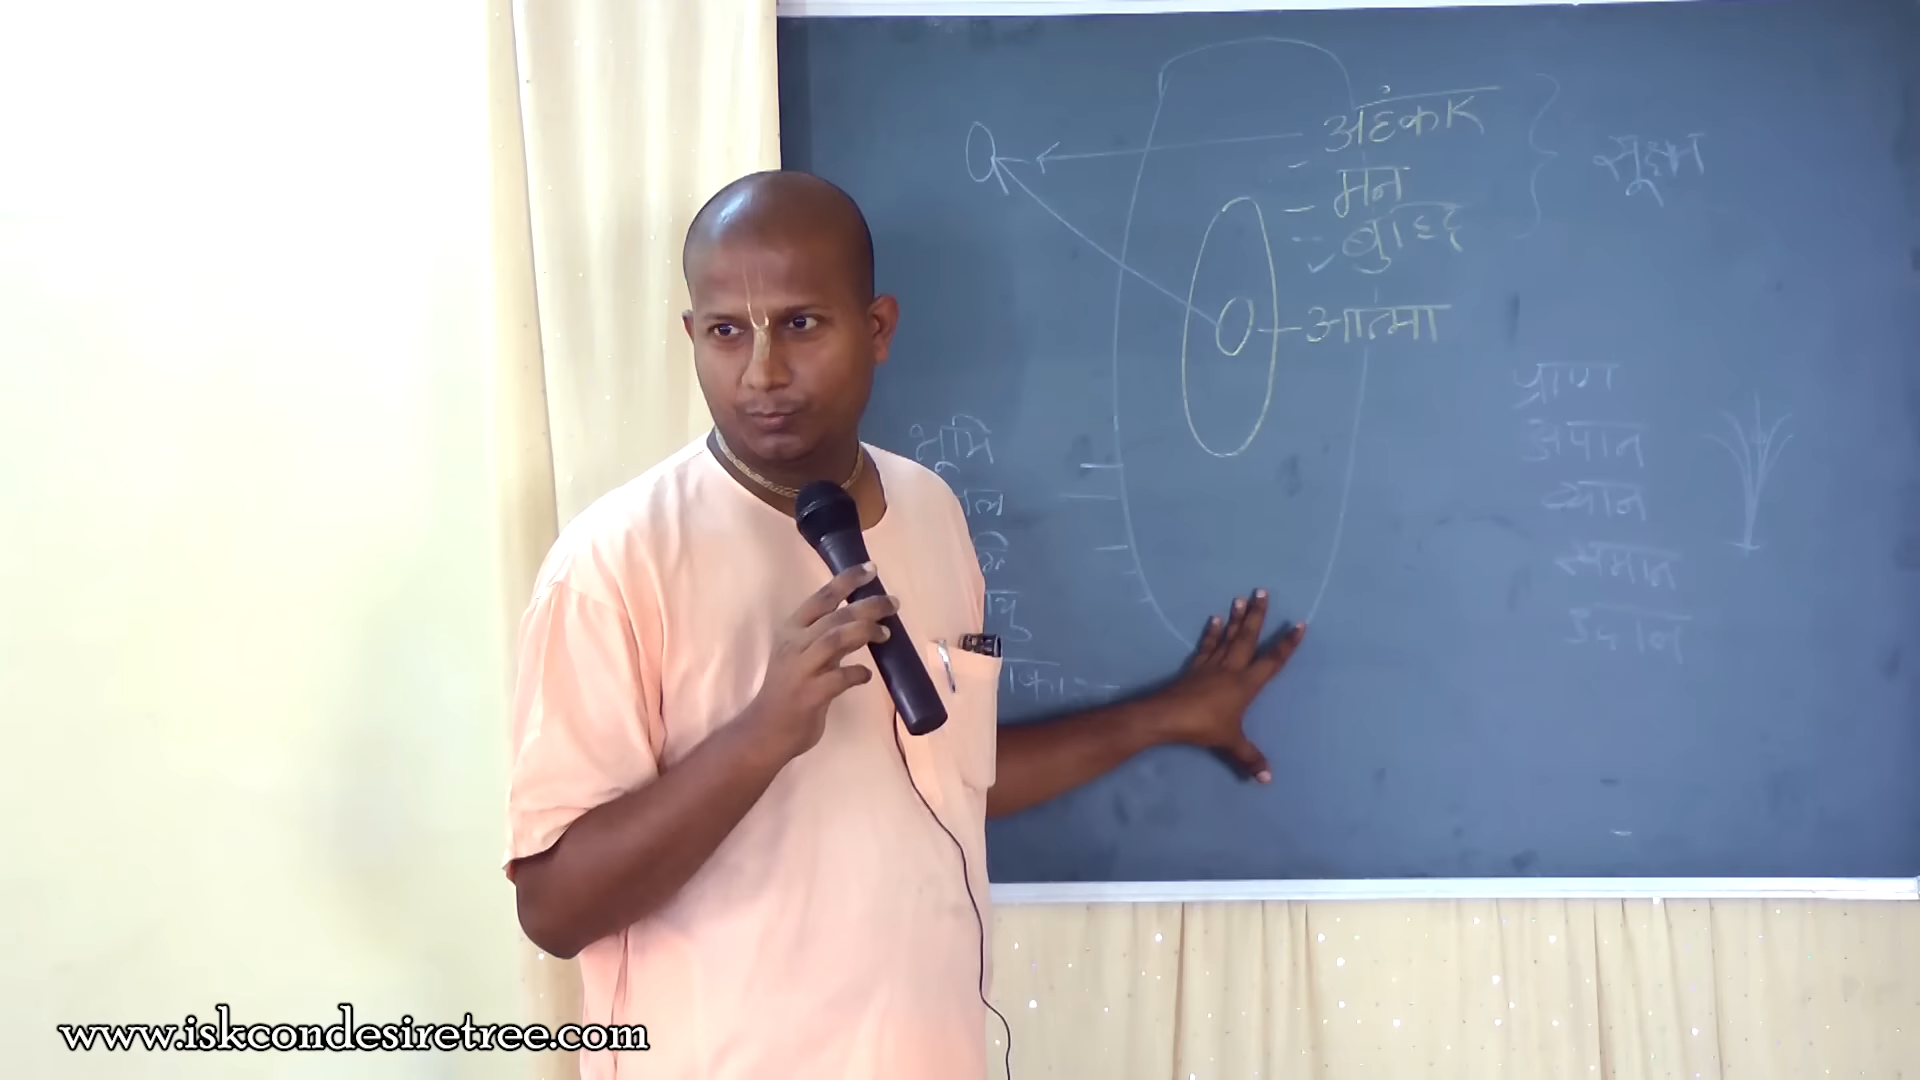 अहंकार
मन
बुद्धि
सूक्ष्म
आत्मा
प्राण
अपान
व्यान
समान
उदान
भूमि
www.iskcondesiretree.com